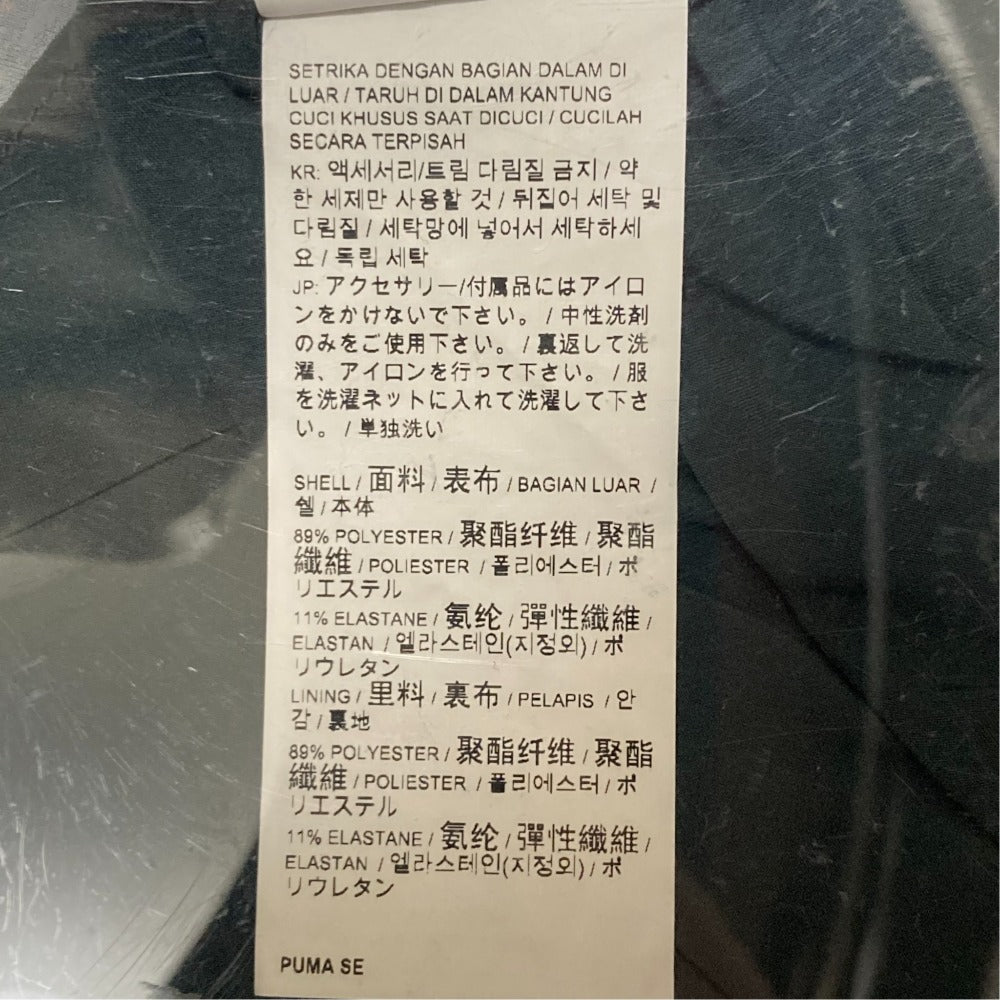 SETRIKA DENGAN BAGIAN DALAM DI
LUAR / TARUH DI DALAM KANTUNG
CUCI KHUSUS SAAT DICUCI / CUCILAH
SECARA TERPISAH
KR: 액세서리/트림 다림질 금지 / 약
한 세제만 사용할 것 / 뒤집어 세탁 및
다림질 / 세탁망에 넣어서 세탁하세
요 / 독립 세탁
JP: アクセサリー/付属品にはアイロ
ンをかけないで下さい。 / 中性洗剤
のみをご使用下さい。 / 裏返して洗
濯、アイロンを行って下さい。 / 服
を洗濯ネットに入れて洗濯して下さ
い。 / 単独洗い
SHELL / 面料 / 表布 / BAGIAN LUAR /
쉘 / 本体
89% POLYESTER / 聚酯纤维 / 聚酯
纖維 / POLIESTER / 폴리에스터 / ポ
リエステル
11% ELASTANE / 氨纶 / 彈性纖維 /
ELASTAN / 엘라스테인(지정외) / ポ
リウレタン
LINING / 里料 / 裏布 / PELAPIS / 안
감 / 裏地
89% POLYESTER / 聚酯纤维 / 聚酯
纖維 / POLIESTER / 폴리에스터 / ポ
リエステル
11% ELASTANE / 氨纶 / 彈性纖維 /
ELASTAN / 엘라스테인(지정외) / ポ
リウレタン
PUMA SE